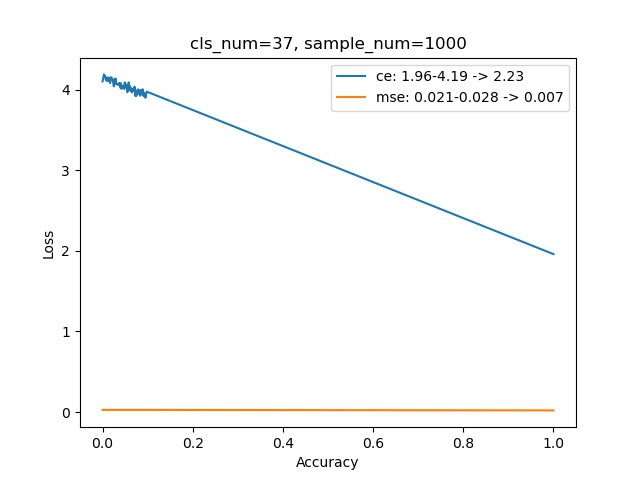 cls_num=37, sample_num=1000
ce: 1.96-4.19 -> 2.23
mse: 0.021-0.028 -> 0.007
4
3
2
1
0
Loss
0.0 0.2 0.4 0.6 0.8 1.0
Accuracy